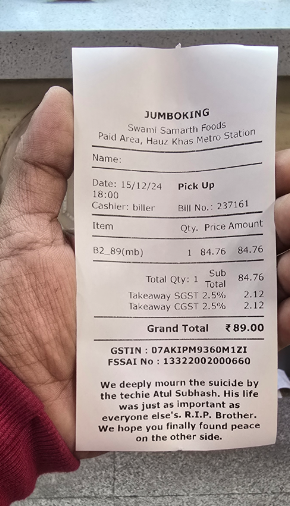 JUMBOKING
Swami Samarth Foods
Paid Area, Hauz Khas Metro Station
Name:
Date: 15/12/24 Pick Up
18:00
Cashier: biller Bill No.: 237161
Item Qty. Price Amount
B2_89(mb) 1 84.76 84.76
Total Qty: 1 Sub Total 84.76
Takeaway SGST 2.5% 2.12
Takeaway CGST 2.5% 2.12
Grand Total ₹89.00
GSTIN : 07AKIPM9360M1ZI
FSSAI No : 13322002000660
We deeply mourn the suicide by
the techie Atul Subhash. His life
was just as important as
everyone else's. R.I.P. Brother.
We hope you finally found peace
on the other side.